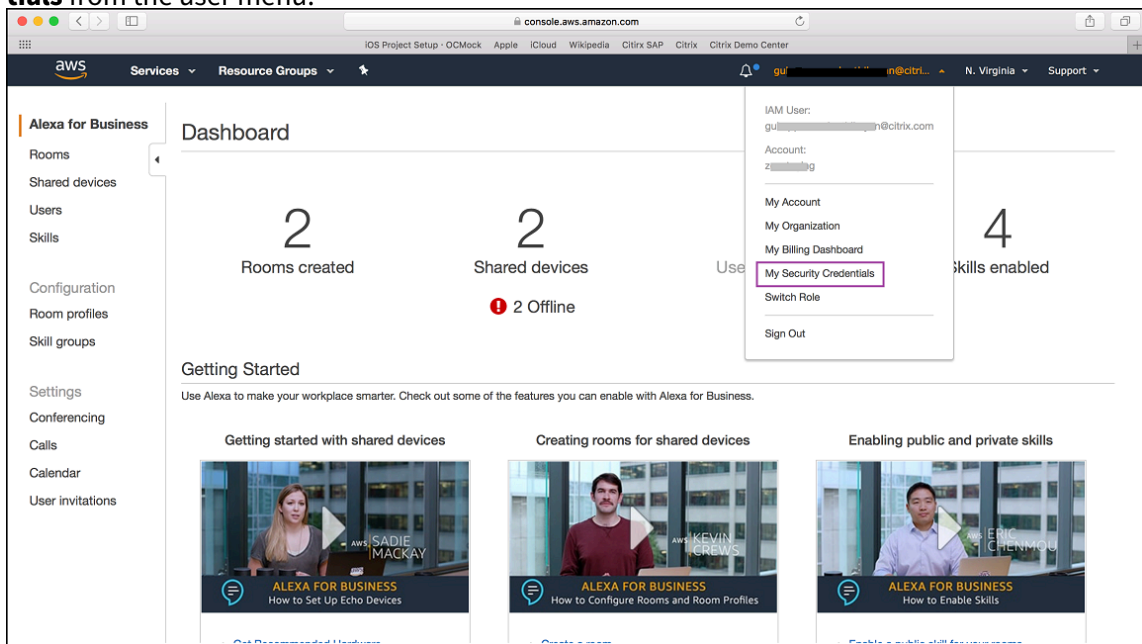 tials from the user menu.
console.aws.amazon.com
iOS Project Setup · OCMock Apple iCloud Wikipedia Citirx SAP Citrix Citrix Demo Center
aws Services Resource Groups n@citri... N. Virginia Support
IAM User:
n@citrix.com
Account:
Alexa for Business
Dashboard
Rooms
Shared devices
Users
Skills
Configuration
Room profiles
Skill groups
Settings
Conferencing
Calls
Calendar
User invitations
2
Rooms created
2
Shared devices
2 Offline
Use
4
kills enabled
My Account
My Organization
My Billing Dashboard
My Security Credentials
Switch Role
Sign Out
Getting Started
Use Alexa to make your workplace smarter. Check out some of the features you can enable with Alexa for Business.
Getting started with shared devices
aws SADIE
MACKAY
ALEXA FOR BUSINESS
How to Set Up Echo Devices
Creating rooms for shared devices
aws KEVIN
CREWS
ALEXA FOR BUSINESS
How to Configure Rooms and Room Profiles
Create a room
Enabling public and private skills
aws ERIC
CHENMOU
ALEXA FOR BUSINESS
How to Enable Skills